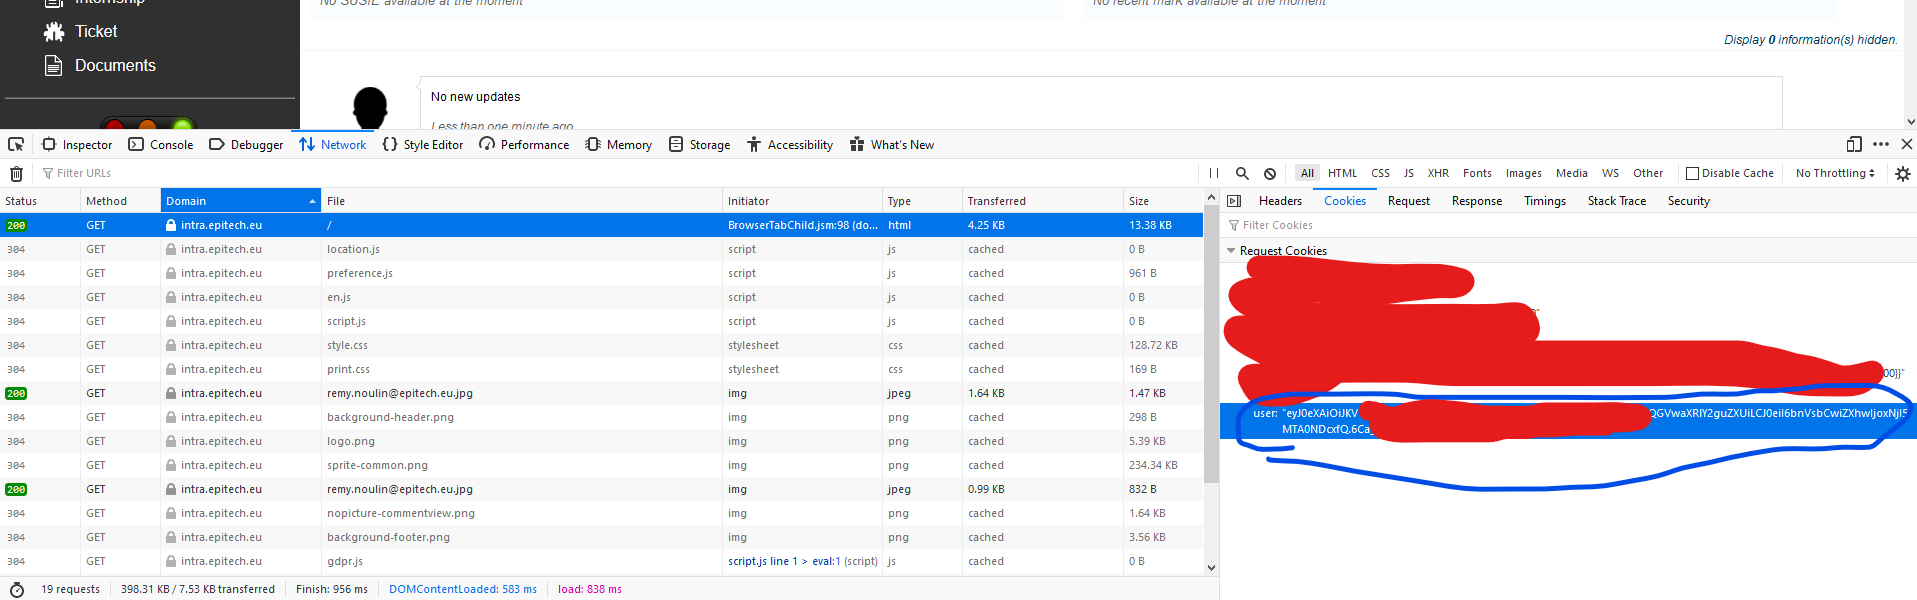 Internship
No SUSIE available at the moment
No recent mark available at the moment
Ticket
Display 0 information(s) hidden.
Documents
No new updates
Less than one minute ago
Inspector Console Debugger Network Style Editor Performance Memory Storage Accessibility What's New
Filter URLs
All HTML CSS JS XHR Fonts Images Media WS Other Disable Cache No Throttling
Status Method Domain File Initiator Type Transferred Size
Headers Cookies Request Response Timings Stack Trace Security
200 GET intra.epitech.eu / BrowserTabChild.jsm:98 (do... html 4.25 KB 13.38 KB
Filter Cookies
304 GET intra.epitech.eu location.js script js cached 0 B
Request Cookies
304 GET intra.epitech.eu preference.js script js cached 961 B
304 GET intra.epitech.eu en.js script js cached 0 B
304 GET intra.epitech.eu script.js script js cached 0 B
304 GET intra.epitech.eu style.css stylesheet css cached 128.72 KB
304 GET intra.epitech.eu print.css stylesheet css cached 169 B
00}}"
200 GET intra.epitech.eu remy.noulin@epitech.eu.jpg img jpeg 1.64 KB 1.47 KB
304 GET intra.epitech.eu background-header.png img png cached 298 B
user: "eyJ0eXAiOiJKV QGVwaXRlY2guZXUiLCJ0eiI6bnVsbCwiZXhwIjoxNjI5
MTA0NDcxfQ.6Ca
304 GET intra.epitech.eu logo.png img png cached 5.39 KB
304 GET intra.epitech.eu sprite-common.png img png cached 234.34 KB
200 GET intra.epitech.eu remy.noulin@epitech.eu.jpg img jpeg 0.99 KB 832 B
304 GET intra.epitech.eu nopicture-commentview.png img png cached 1.64 KB
304 GET intra.epitech.eu background-footer.png img png cached 3.56 KB
304 GET intra.epitech.eu gdpr.js script.js line 1 > eval:1 (script) js cached 0 B
19 requests 398.31 KB / 7.53 KB transferred Finish: 956 ms DOMContentLoaded: 583 ms load: 838 ms